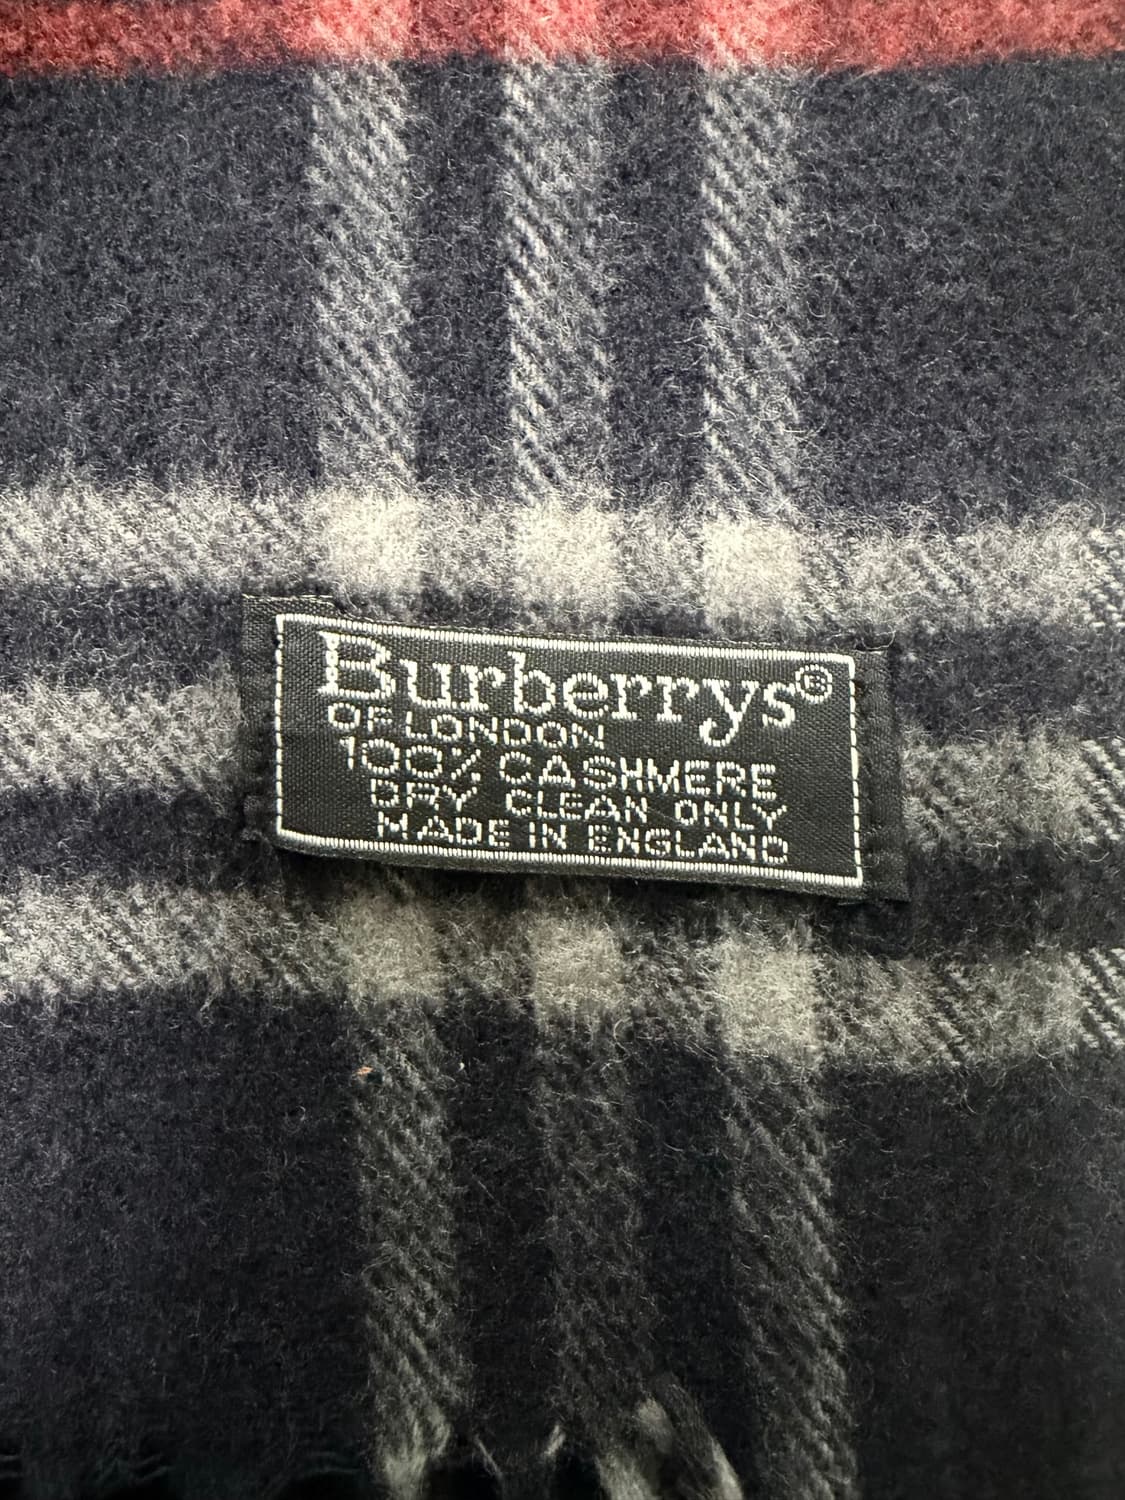 Burberrys®
OF LONDON
100% CASHMERE
DRY CLEAN ONLY
MADE IN ENGLAND